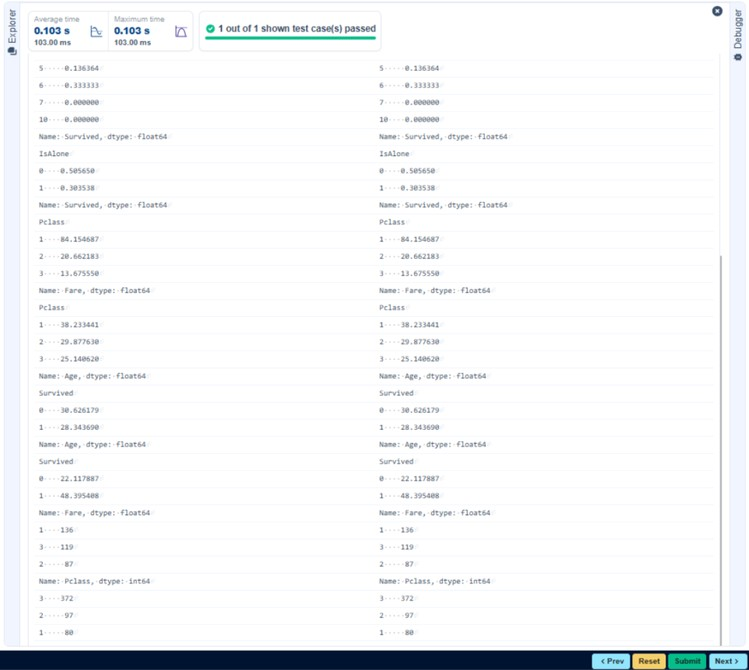 Explorer
Debugger
Average time
0.103 s
103.00 ms
Maximum time
0.103 s
103.00 ms
1 out of 1 shown test case(s) passed
5·····0.136364 5·····0.136364
6·····0.333333 6·····0.333333
7·····0.000000 7·····0.000000
10····0.000000 10····0.000000
Name:·Survived,·dtype:·float64 Name:·Survived,·dtype:·float64
IsAlone IsAlone
0····0.505650 0····0.505650
1····0.303538 1····0.303538
Name:·Survived,·dtype:·float64 Name:·Survived,·dtype:·float64
Pclass Pclass
1····84.154687 1····84.154687
2····20.662183 2····20.662183
3····13.675550 3····13.675550
Name:·Fare,·dtype:·float64 Name:·Fare,·dtype:·float64
Pclass Pclass
1····38.233441 1····38.233441
2····29.877630 2····29.877630
3····25.140620 3····25.140620
Name:·Age,·dtype:·float64 Name:·Age,·dtype:·float64
Survived Survived
0····30.626179 0····30.626179
1····28.343690 1····28.343690
Name:·Age,·dtype:·float64 Name:·Age,·dtype:·float64
Survived Survived
0····22.117887 0····22.117887
1····48.395408 1····48.395408
Name:·Fare,·dtype:·float64 Name:·Fare,·dtype:·float64
1····136 1····136
3····119 3····119
2·····87 2·····87
Name:·Pclass,·dtype:·int64 Name:·Pclass,·dtype:·int64
3····372 3····372
2·····97 2·····97
1·····80 1·····80
< Prev Reset Submit Next >